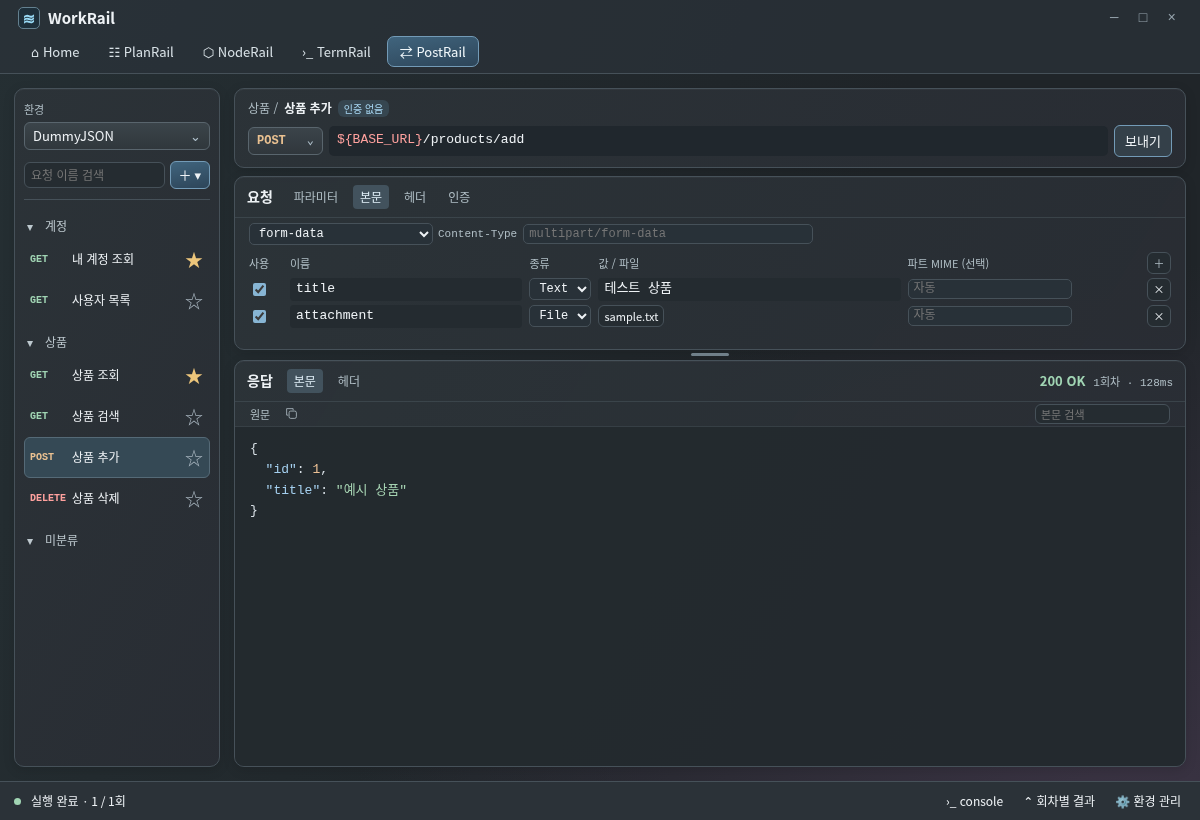 WorkRail
Home PlanRail NodeRail ›_ TermRail PostRail
환경
DummyJSON
요청 이름 검색
+ ▾
▾ 계정
GET 내 계정 조회 ★
GET 사용자 목록 ☆
▾ 상품
GET 상품 조회 ★
GET 상품 검색 ☆
POST 상품 추가 ☆
DELETE 상품 삭제 ☆
▾ 미분류
상품 / 상품 추가 인증 없음
POST ${BASE_URL}/products/add 보내기
요청 파라미터 본문 헤더 인증
form-data Content-Type multipart/form-data
사용 이름 종류 값 / 파일 파트 MIME (선택) +
title Text 테스트 상품 자동 ×
attachment File sample.txt 자동 ×
응답 본문 헤더 200 OK 1회차 · 128ms
원문 본문 검색
{
"id": 1,
"title": "예시 상품"
}
실행 완료 · 1 / 1회 ›_ console ⌃ 회차별 결과 ⚙️ 환경 관리